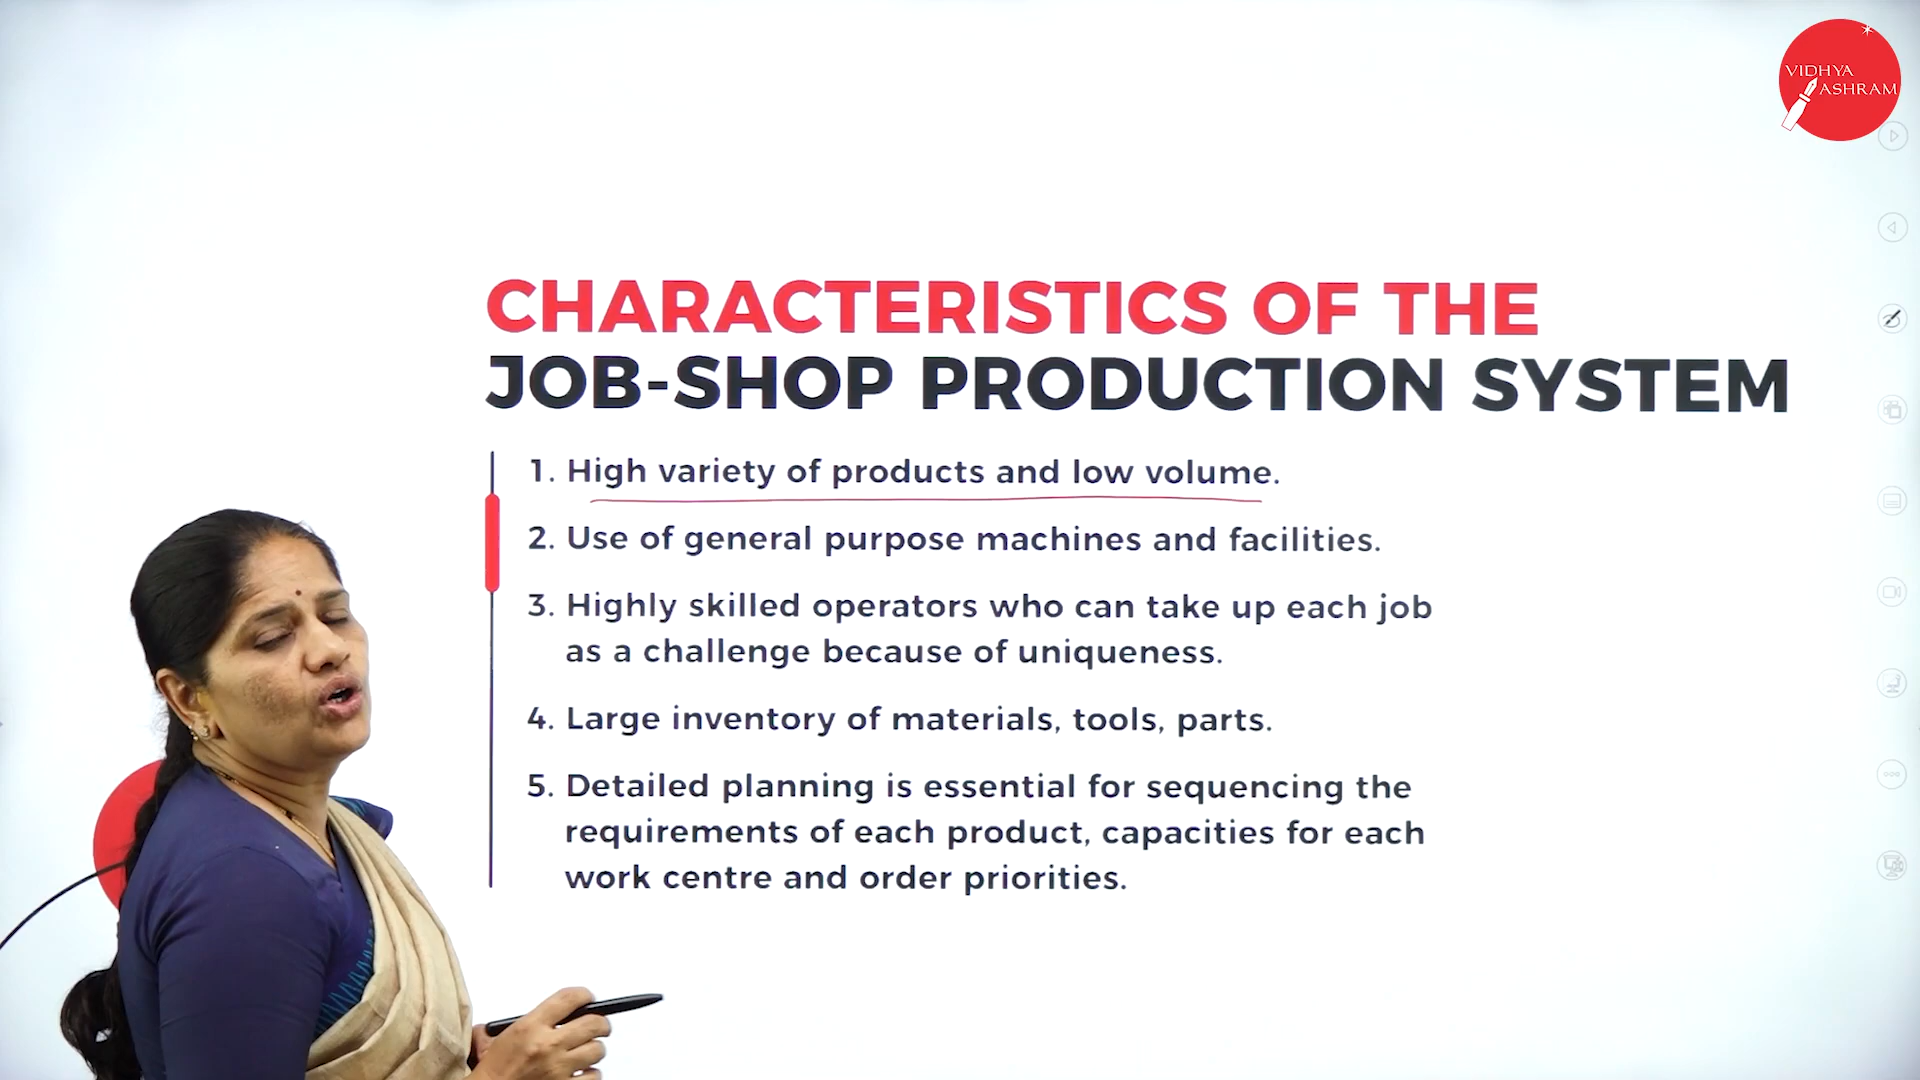 VIDHYA
ASHRAM
CHARACTERISTICS OF THE
JOB-SHOP PRODUCTION SYSTEM
1. High variety of products and low volume.
2. Use of general purpose machines and facilities.
3. Highly skilled operators who can take up each job
as a challenge because of uniqueness.
4. Large inventory of materials, tools, parts.
5. Detailed planning is essential for sequencing the
requirements of each product, capacities for each
work centre and order priorities.